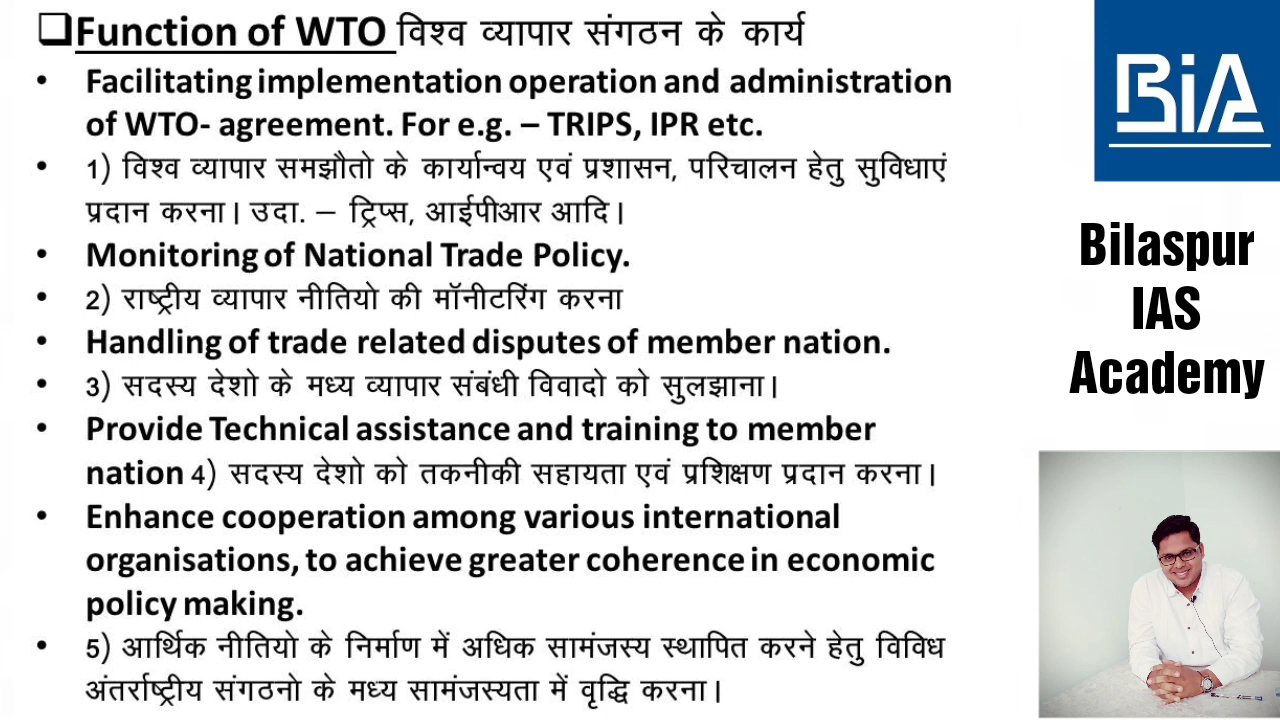 ❑Function of WTO विश्व व्यापार संगठन के कार्य
• Facilitating implementation operation and administration
of WTO- agreement. For e.g. – TRIPS, IPR etc.
• 1) विश्व व्यापार समझौतो के कार्यान्वय एवं प्रशासन, परिचालन हेतु सुविधाएं
प्रदान करना। उदा. – ट्रिप्स, आईपीआर आदि।
• Monitoring of National Trade Policy.
• 2) राष्ट्रीय व्यापार नीतियो की मॉनीटरिंग करना
• Handling of trade related disputes of member nation.
• 3) सदस्य देशो के मध्य व्यापार संबंधी विवादो को सुलझाना।
• Provide Technical assistance and training to member
nation 4) सदस्य देशो को तकनीकी सहायता एवं प्रशिक्षण प्रदान करना।
• Enhance cooperation among various international
organisations, to achieve greater coherence in economic
policy making.
• 5) आर्थिक नीतियो के निर्माण में अधिक सामंजस्य स्थापित करने हेतु विविध
अंतर्राष्ट्रीय संगठनो के मध्य सामंजस्यता में वृद्धि करना।
BiA
Bilaspur
IAS
Academy